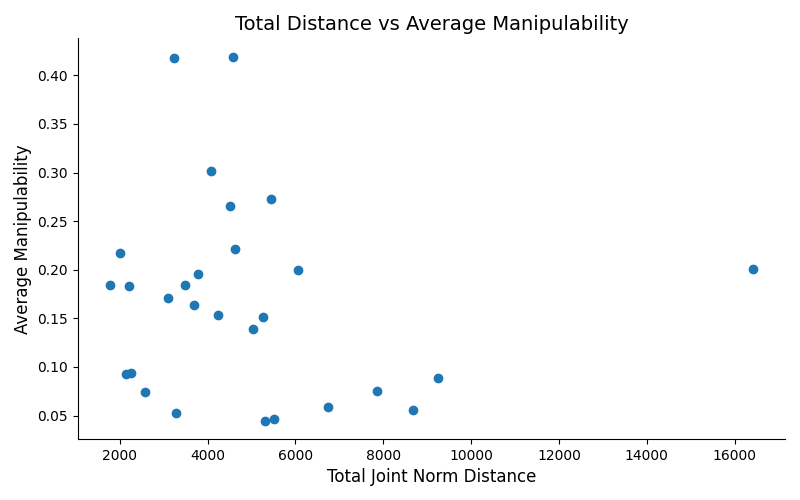 Total Distance vs Average Manipulability
0.40
0.35
0.30
0.25
0.20
0.15
0.10
0.05
Average Manipulability
2000 4000 6000 8000 10000 12000 14000 16000
Total Joint Norm Distance